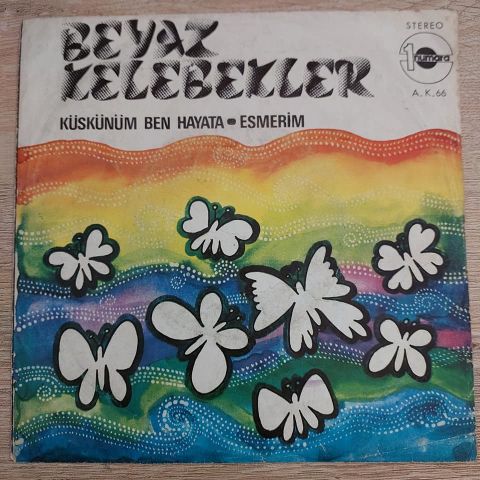 BEYAZ
KELEBEKLER
KÜSKÜNÜM BEN HAYATA • ESMERİM
STEREO
1 numara
A.K.66